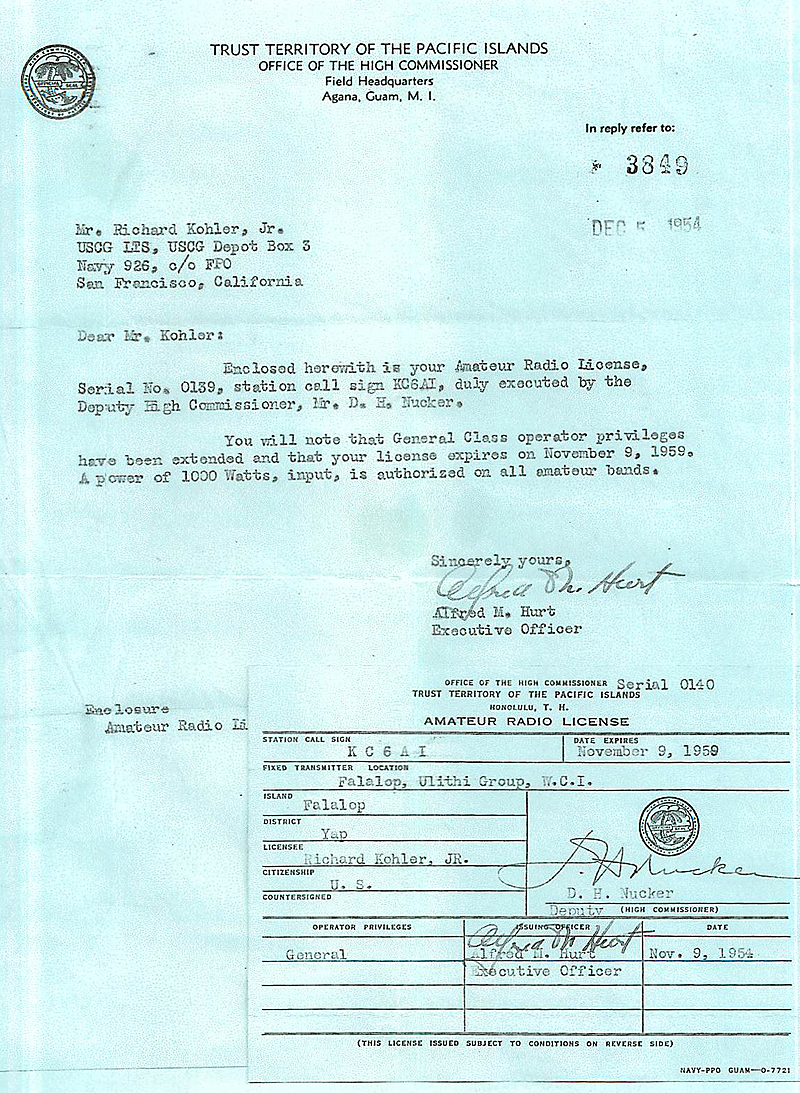 TRUST TERRITORY OF THE PACIFIC ISLANDS
OFFICE OF THE HIGH COMMISSIONER
Field Headquarters
Agana, Guam, M. I.
In reply refer to:
3849
DEC 5 1954
Mr. Richard Kohler, Jr.
USCG LTS, USCG Depot Box 3
Navy 926, c/o FPO
San Francisco, California
Dear Mr. Kohler:
Enclosed herewith is your Amateur Radio License,
Serial No. 0139, station call sign KC6AI, duly executed by the
Deputy High Commissioner, Mr. D. H. Nucker.
You will note that General Class operator privileges
have been extended and that your license expires on November 9, 1959.
A power of 1000 Watts, input, is authorized on all amateur bands.
Sincerely yours,
Alfred M. Hurt
Alfred M. Hurt
Executive Officer
Enclosure
Amateur Radio Li
OFFICE OF THE HIGH COMMISSIONER Serial 0140
TRUST TERRITORY OF THE PACIFIC ISLANDS
HONOLULU, T. H.
AMATEUR RADIO LICENSE
STATION CALL SIGN
K C 6 A I
DATE EXPIRES
November 9, 1959
FIXED TRANSMITTER LOCATION
Falalop, Ulithi Group, W.C.I.
ISLAND
Falalop
DISTRICT
Yap
LICENSEE
Richard Kohler, JR.
CITIZENSHIP
U. S.
COUNTERSIGNED
D. H. Nucker
D. H. Nucker
Deputy (HIGH COMMISSIONER)
OPERATOR PRIVILEGES
ISSUING OFFICER
DATE
Alfred M Hurt
General
Alfred M. Hurt
Nov. 9, 1954
Executive Officer
(THIS LICENSE ISSUED SUBJECT TO CONDITIONS ON REVERSE SIDE)
NAVY-PPO GUAM—O-7721